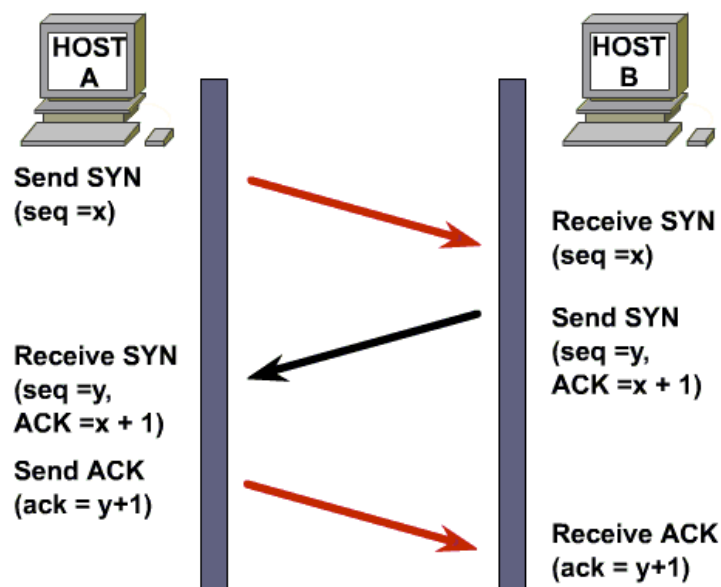 HOST
A
HOST
B
Send SYN
(seq =x)
Receive SYN
(seq =x)
Send SYN
(seq =y,
ACK =x + 1)
Receive SYN
(seq =y,
ACK =x + 1)
Send ACK
(ack = y+1)
Receive ACK
(ack = y+1)